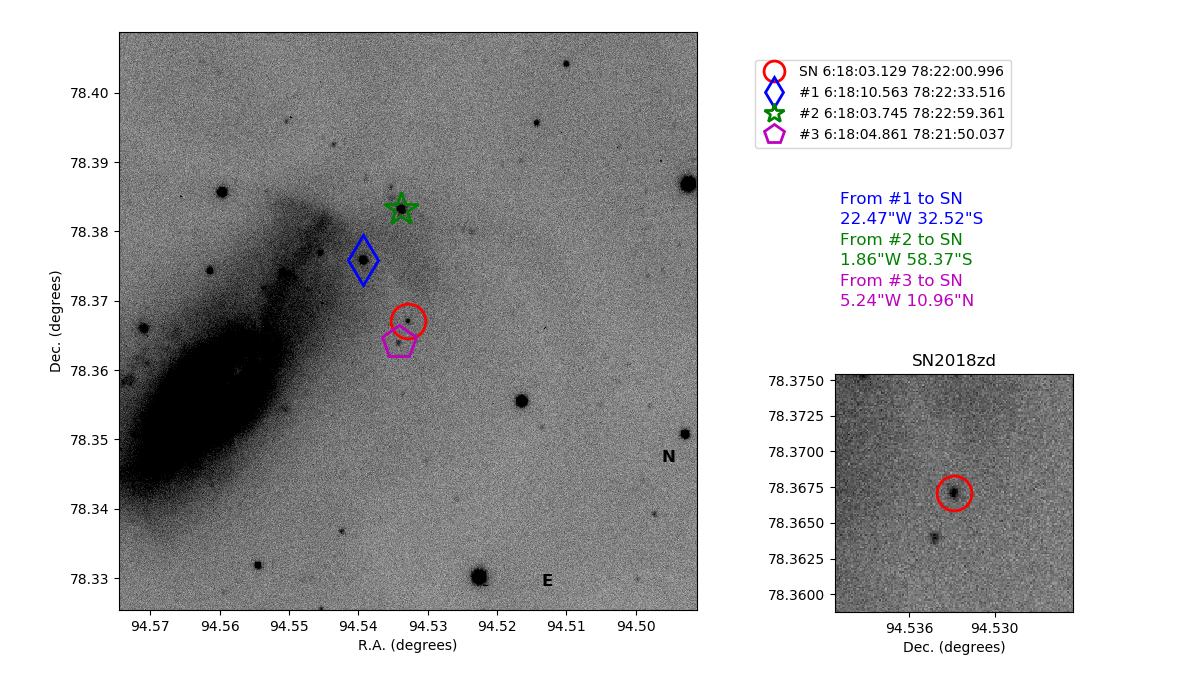 78.40
78.39
78.38
78.37
78.36
78.35
78.34
78.33
Dec. (degrees)
N
E
94.57 94.56 94.55 94.54 94.53 94.52 94.51 94.50
R.A. (degrees)
SN 6:18:03.129 78:22:00.996
#1 6:18:10.563 78:22:33.516
#2 6:18:03.745 78:22:59.361
#3 6:18:04.861 78:21:50.037
From #1 to SN
22.47"W 32.52"S
From #2 to SN
1.86"W 58.37"S
From #3 to SN
5.24"W 10.96"N
SN2018zd
78.3750
78.3725
78.3700
78.3675
78.3650
78.3625
78.3600
94.536 94.530
Dec. (degrees)